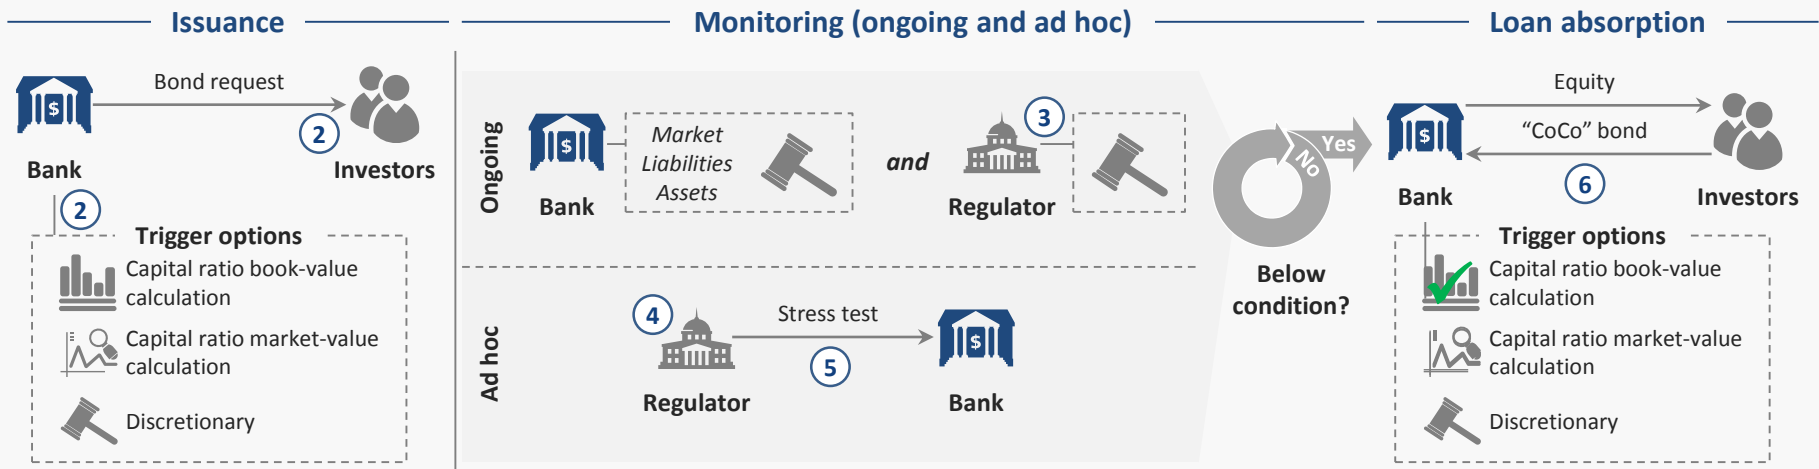 Issuance
Bond request
$
2
Bank
Investors
2
Trigger options
Capital ratio book-value
calculation
Capital ratio market-value
calculation
Discretionary
Monitoring (ongoing and ad hoc)
Ongoing
$
Bank
Market
Liabilities
Assets
and
3
Regulator
Ad hoc
4
Regulator
Stress test
5
$
Bank
No
Yes
Below
condition?
Loan absorption
$
Bank
Equity
“CoCo” bond
6
Investors
Trigger options
Capital ratio book-value
calculation
Capital ratio market-value
calculation
Discretionary